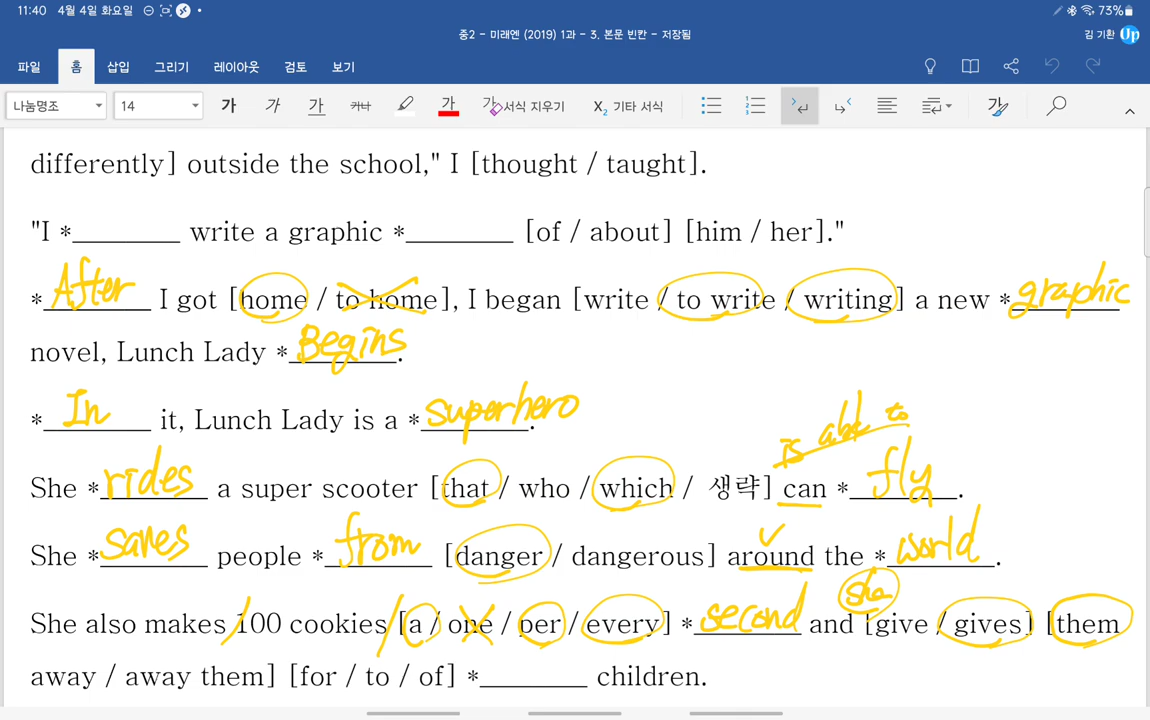 11:40 4월 4일 화요일 73%
중2 - 미래엔 (2019) 1과 - 3. 본문 빈칸 - 저장됨
김 기환 Up
파일 홈 삽입 그리기 레이아웃 검토 보기
나눔명조 14 가 가 가 가나 가 가 서식 지우기 X₂ 기타 서식 가
differently] outside the school," I [thought / taught].
"I *________ write a graphic *________ [of / about] [him / her]."
*After I got [home / to home], I began [write / to write / writing] a new *graphic
novel, Lunch Lady *Begins.
*In it, Lunch Lady is a *superhero.
is able to
She *rides a super scooter [that / who / which / 생략] can *fly.
She *saves people *from [danger / dangerous] around the *world.
she
She also makes 100 cookies [a / one / per / every] *second and [give / gives] [them
away / away them] [for / to / of] *________ children.